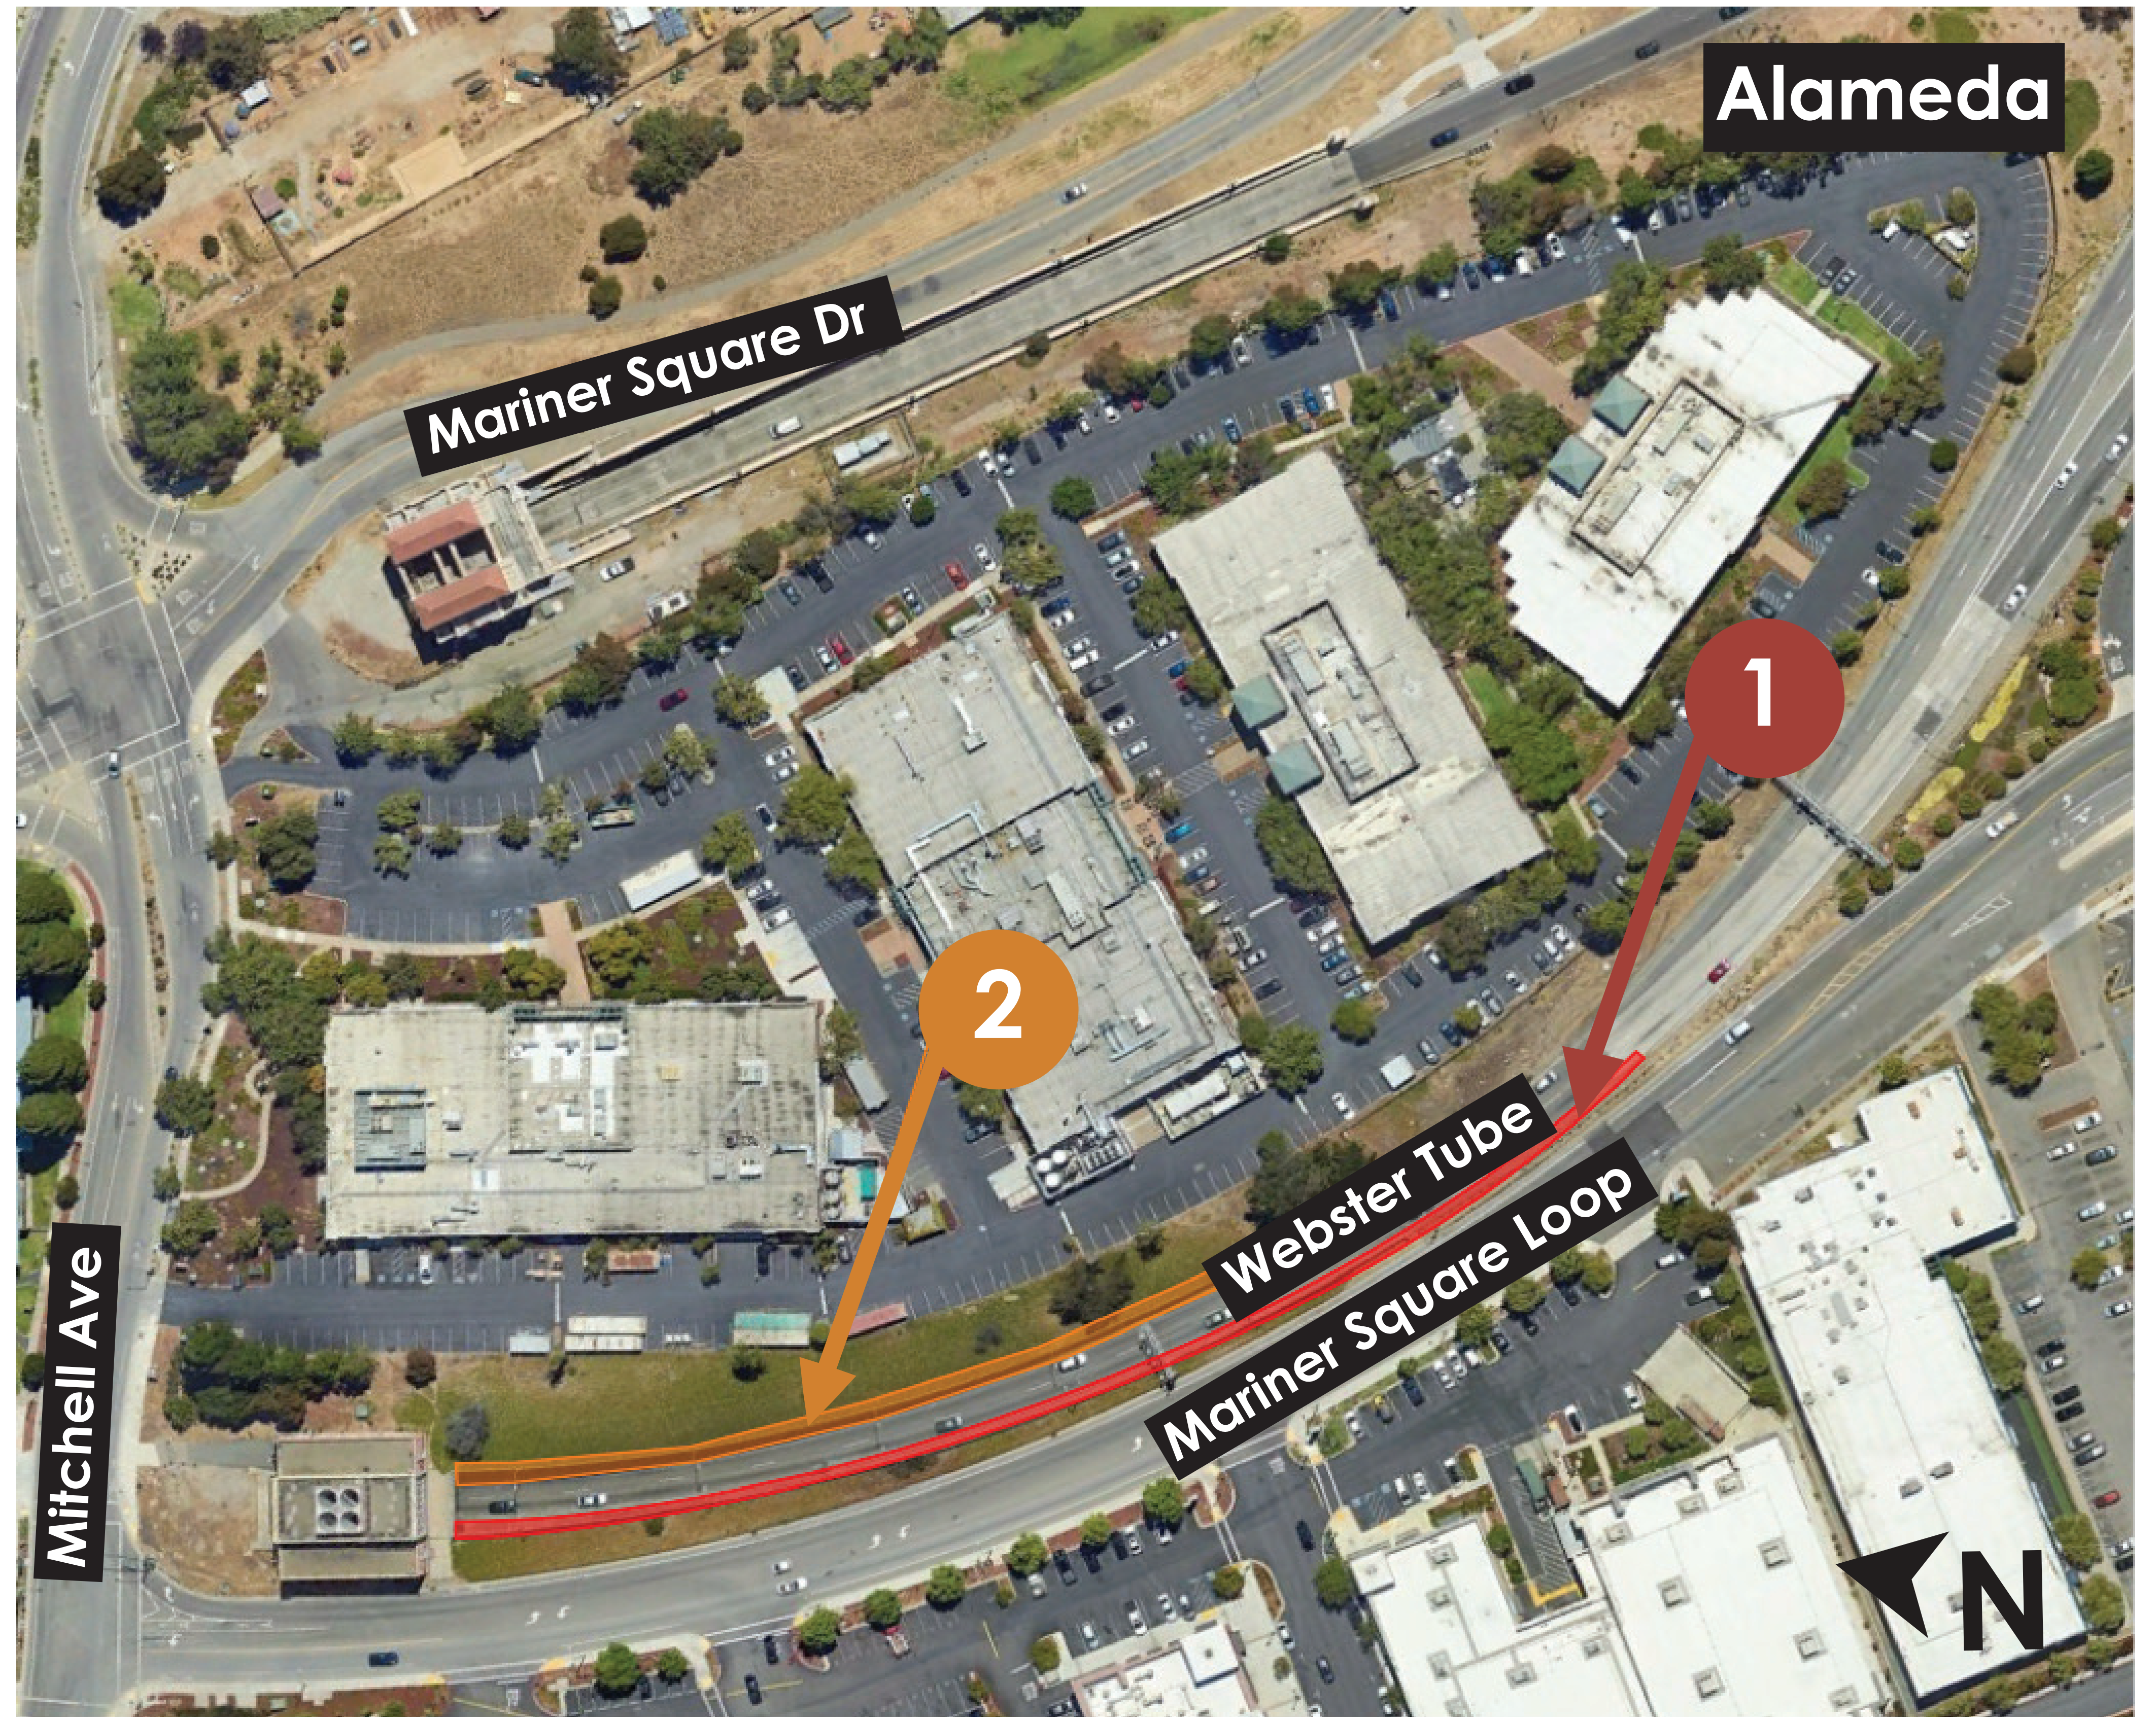 Alameda
Mariner Square Dr
1
2
Webster Tube
Mariner Square Loop
Mitchell Ave
N